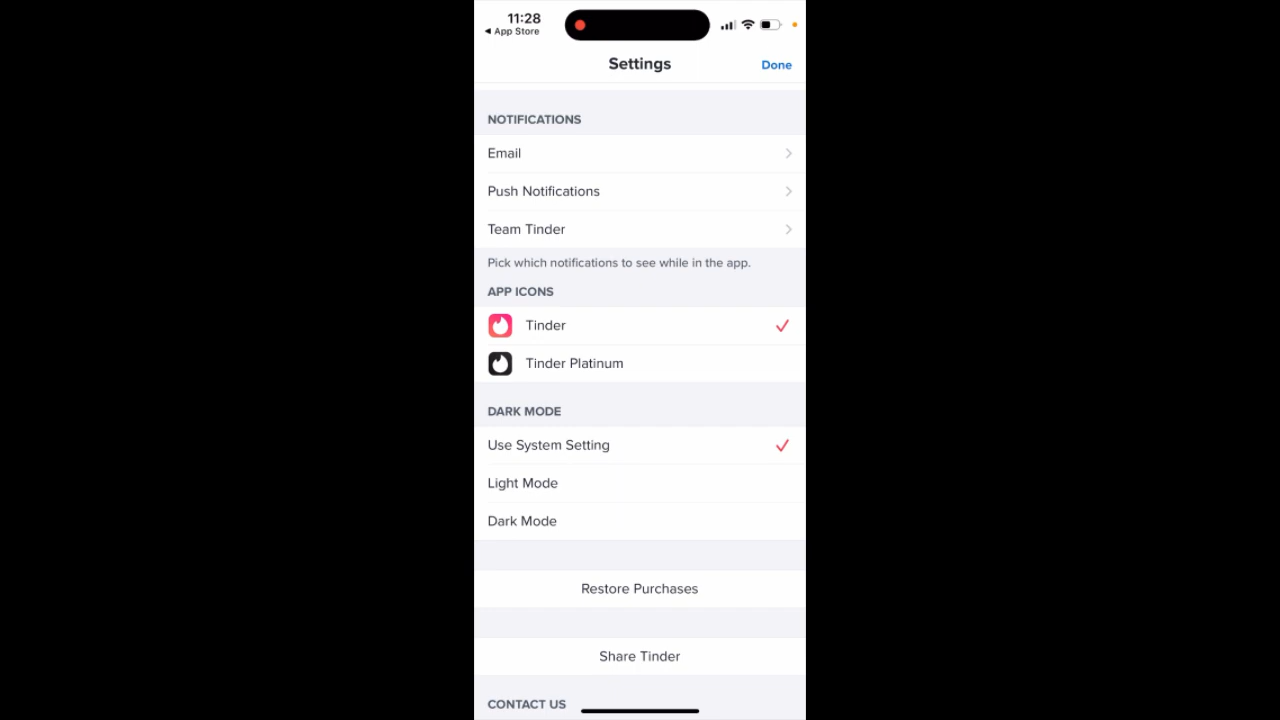 11:28
◀ App Store
Settings
Done
NOTIFICATIONS
Email
Push Notifications
Team Tinder
Pick which notifications to see while in the app.
APP ICONS
Tinder
Tinder Platinum
DARK MODE
Use System Setting
Light Mode
Dark Mode
Restore Purchases
Share Tinder
CONTACT US